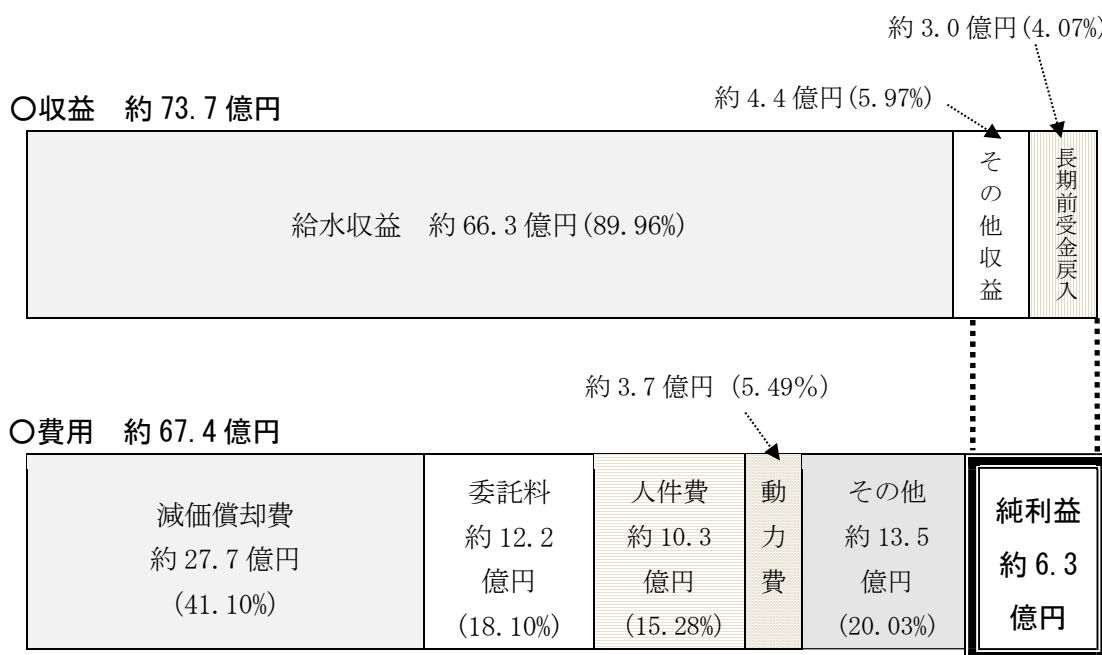 約 3.0 億円(4.07%)
〇収益　約 73.7 億円
約 4.4 億円(5.97%)
給水収益　約 66.3 億円(89.96%)
その他収益
長期前受金戻入
約 3.7 億円 (5.49%)
〇費用　約 67.4 億円
減価償却費
約 27.7 億円
(41.10%)
委託料
約 12.2
億円
(18.10%)
人件費
約 10.3
億円
(15.28%)
動力費
その他
約 13.5
億円
(20.03%)
純利益
約 6.3
億円